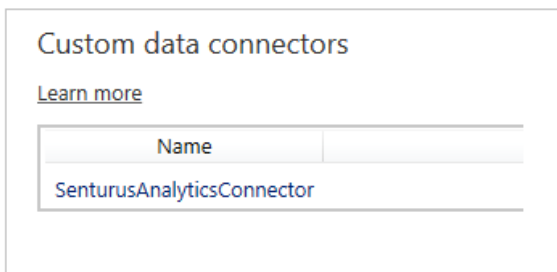 Custom data connectors
Learn more
Name
SenturusAnalyticsConnector